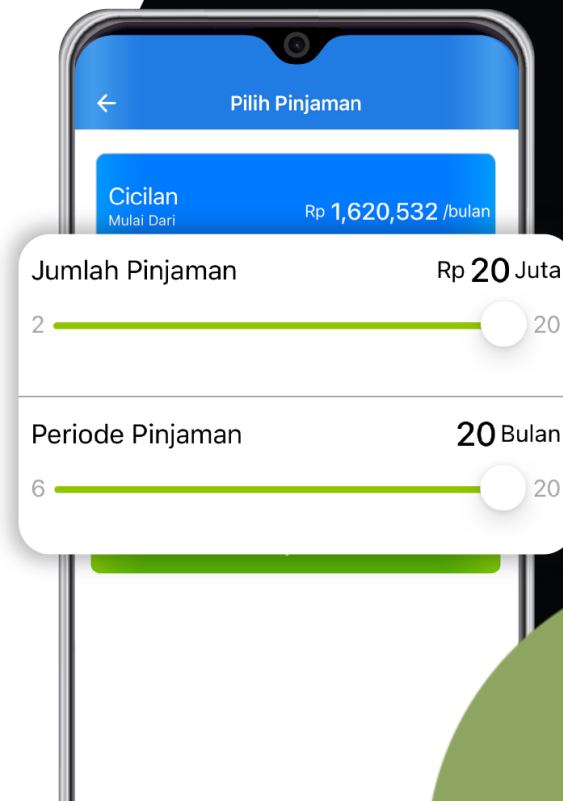 Pilih Pinjaman
Cicilan
Mulai Dari
Rp 1,620,532 /bulan
Jumlah Pinjaman
Rp 20 Juta
2
20
Periode Pinjaman
20 Bulan
6
20